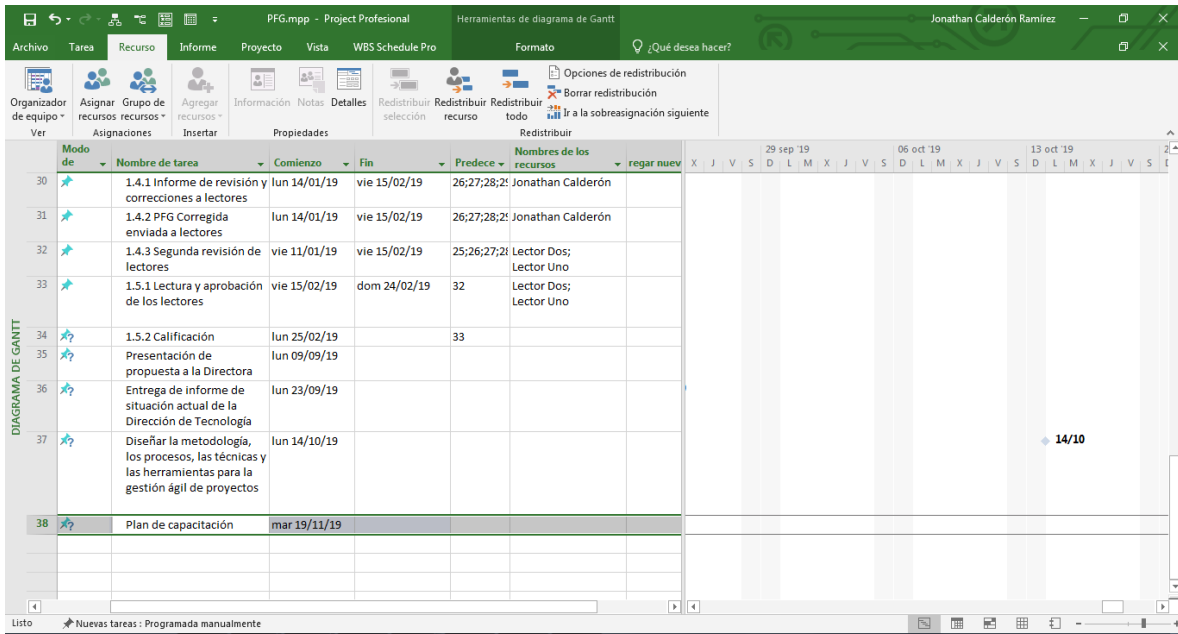 PFG.mpp - Project Profesional
Herramientas de diagrama de Gantt
Jonathan Calderón Ramírez
Archivo Tarea Recurso Informe Proyecto Vista WBS Schedule Pro Formato ¿Qué desea hacer?
Organizador de equipo
Asignar recursos
Grupo de recursos
Agregar recursos
Información Notas Detalles
Redistribuir selección
Redistribuir recurso
Redistribuir todo
Opciones de redistribución
Borrar redistribución
Ir a la sobreasignación siguiente
Ver Asignaciones Insertar Propiedades Redistribuir
Modo de Nombre de tarea Comienzo Fin Predece Nombres de los recursos regar nuev
29 sep '19 06 oct '19 13 oct '19 2
X J V S D L M X J V S D L M X J V S D L M X J V S D
DIAGRAMA DE GANTT
30 1.4.1 Informe de revisión y lun 14/01/19 vie 15/02/19 26;27;28;29 Jonathan Calderón
correcciones a lectores
31 1.4.2 PFG Corregida lun 14/01/19 vie 15/02/19 26;27;28;29 Jonathan Calderón
enviada a lectores
32 1.4.3 Segunda revisión de vie 11/01/19 vie 15/02/19 25;26;27;28 Lector Dos;
lectores Lector Uno
33 1.5.1 Lectura y aprobación vie 15/02/19 dom 24/02/19 32 Lector Dos;
de los lectores Lector Uno
34 1.5.2 Calificación lun 25/02/19 33
35 Presentación de lun 09/09/19
propuesta a la Directora
36 Entrega de informe de lun 23/09/19
situación actual de la
Dirección de Tecnología
37 Diseñar la metodología, lun 14/10/19 14/10
los procesos, las técnicas y
las herramientas para la
gestión ágil de proyectos
38 Plan de capacitación mar 19/11/19
Listo Nuevas tareas : Programada manualmente